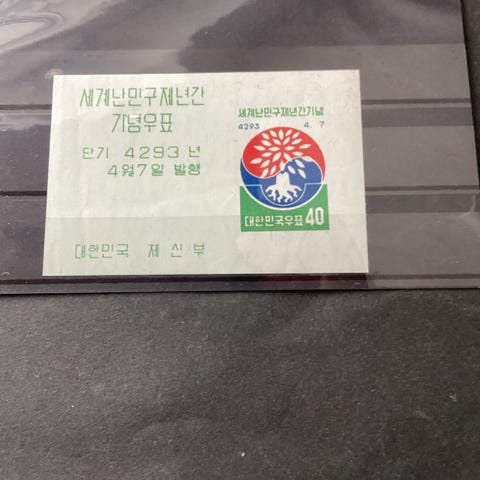 세계난민구제년간
기념우표
단기 4293 년
4월7일 발행
대한민국 체신부
세계난민구제년간기념
4293 4. 7
대한민국우표 40